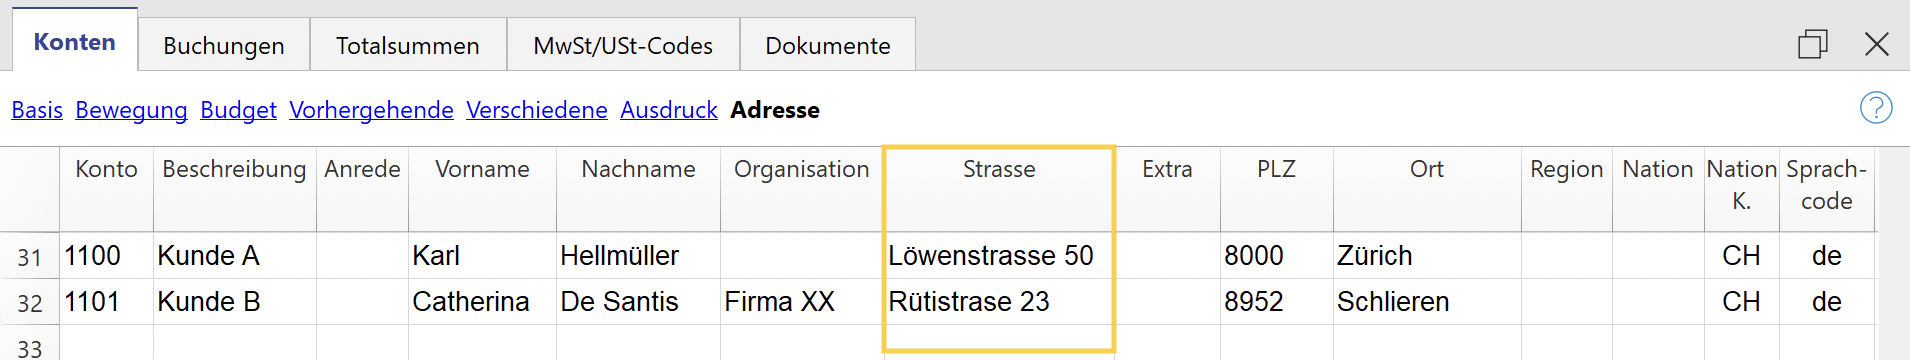 Konten Buchungen Totalsummen MwSt/USt-Codes Dokumente
Basis Bewegung Budget Vorhergehende Verschiedene Ausdruck Adresse ?
Konto Beschreibung Anrede Vorname Nachname Organisation Strasse Extra PLZ Ort Region Nation Nation K. Sprach-code
31 1100 Kunde A Karl Hellmüller Löwenstrasse 50 8000 Zürich CH de
32 1101 Kunde B Catherina De Santis Firma XX Rütistrase 23 8952 Schlieren CH de
33